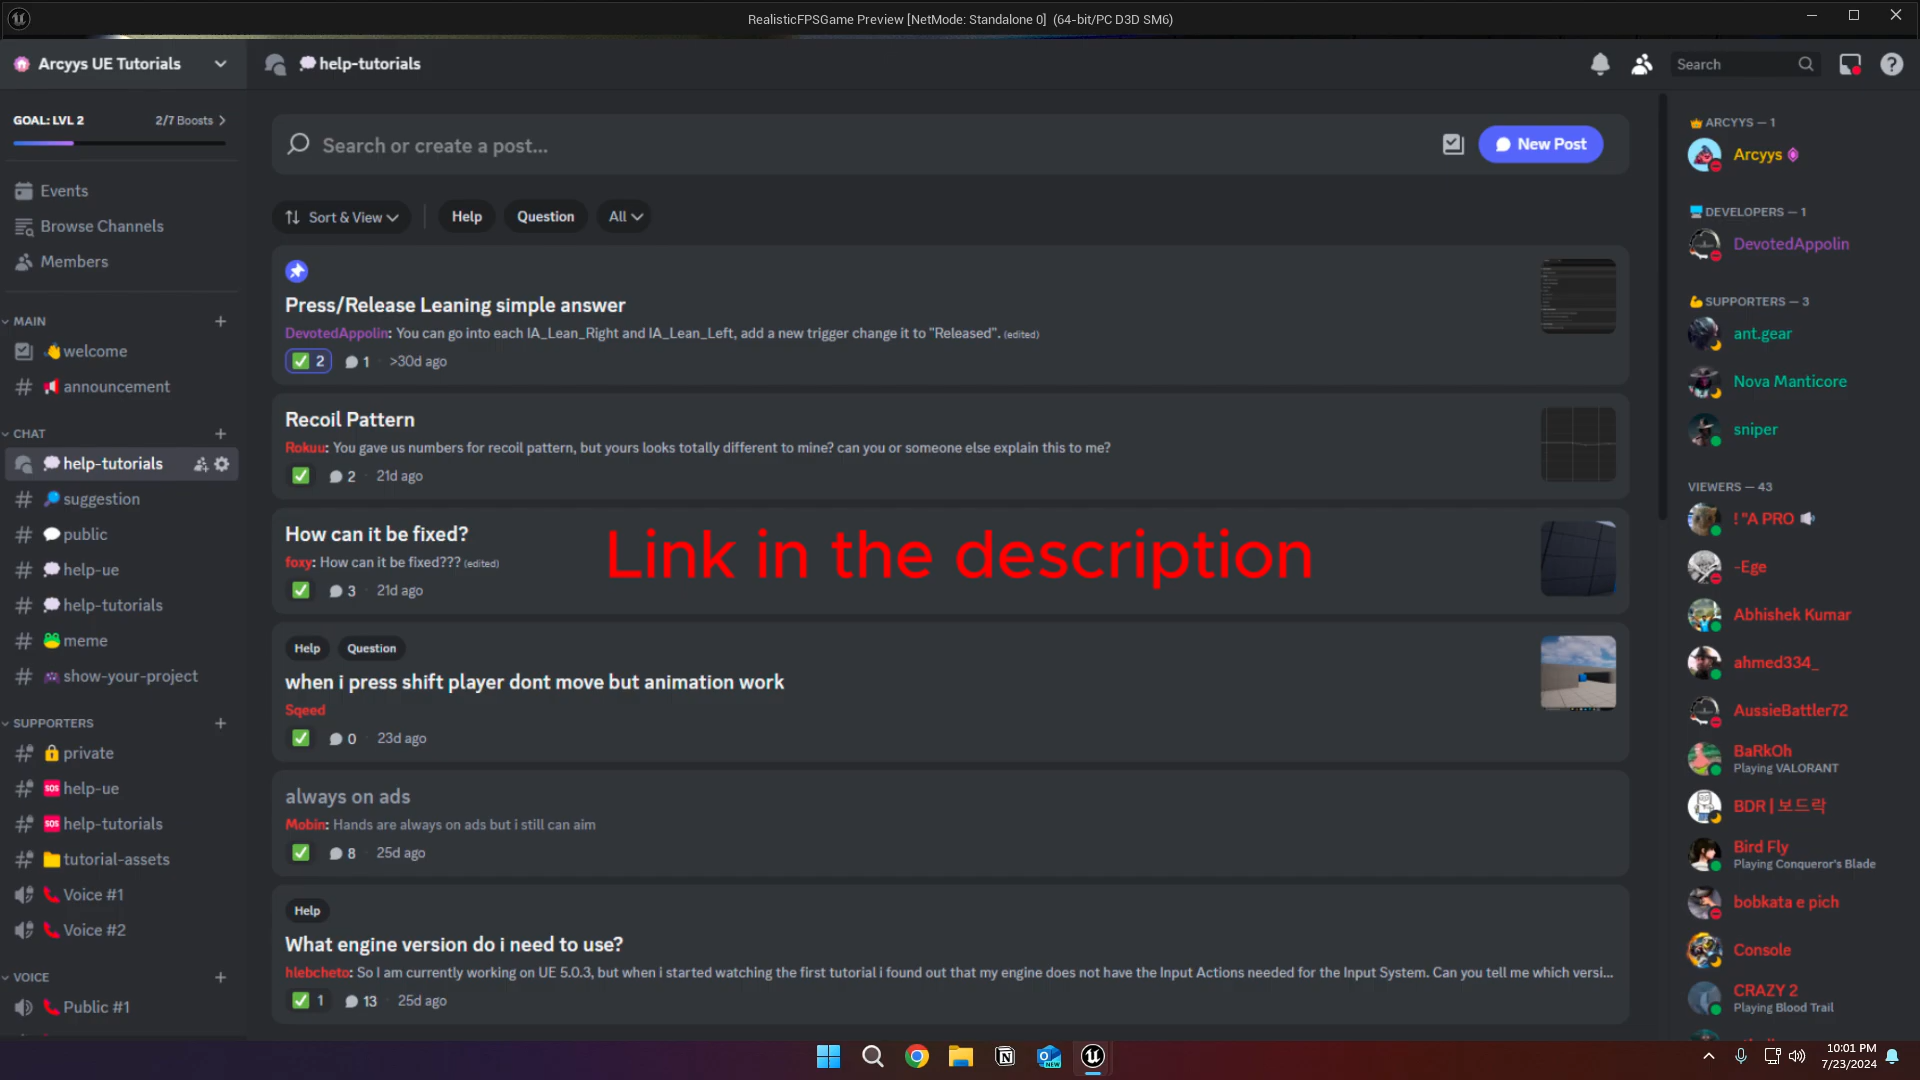 RealisticFPSGame Preview [NetMode: Standalone 0] (64-bit/PC D3D SM6)
Arcyys UE Tutorials
help-tutorials
Search
GOAL: LVL 2
2/7 Boosts
Events
Browse Channels
Members
MAIN
welcome
announcement
CHAT
help-tutorials
suggestion
public
help-ue
help-tutorials
meme
show-your-project
SUPPORTERS
private
SOS help-ue
SOS help-tutorials
tutorial-assets
Voice #1
Voice #2
VOICE
Public #1
Search or create a post...
New Post
Sort & View
Help
Question
All
Press/Release Leaning simple answer
DevotedAppolin: You can go into each IA_Lean_Right and IA_Lean_Left, add a new trigger change it to "Released". (edited)
2 1 · >30d ago
Recoil Pattern
Rokuu: You gave us numbers for recoil pattern, but yours looks totally different to mine? can you or someone else explain this to me?
2 · 21d ago
How can it be fixed?
foxy: How can it be fixed??? (edited)
3 · 21d ago
Link in the description
Help Question
when i press shift player dont move but animation work
Sqeed
0 · 23d ago
always on ads
Mobin: Hands are always on ads but i still can aim
8 · 25d ago
Help
What engine version do i need to use?
hlebcheto: So I am currently working on UE 5.0.3, but when i started watching the first tutorial i found out that my engine does not have the Input Actions needed for the Input System. Can you tell me which versi...
1 13 · 25d ago
ARCYYS — 1
Arcyys
DEVELOPERS — 1
DevotedAppolin
SUPPORTERS — 3
ant.gear
Nova Manticore
sniper
VIEWERS — 43
! "A PRO
-Ege
Abhishek Kumar
ahmed334_
AussieBattler72
BaRkOh
Playing VALORANT
BDR | 보드락
Bird Fly
Playing Conqueror's Blade
bobkata e pich
Console
CRAZY 2
Playing Blood Trail
NEW
10:01 PM
7/23/2024